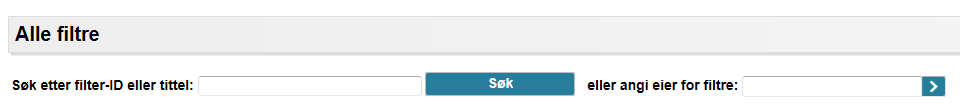 Alle filtre
Søk etter filter-ID eller tittel: Søk eller angi eier for filtre: